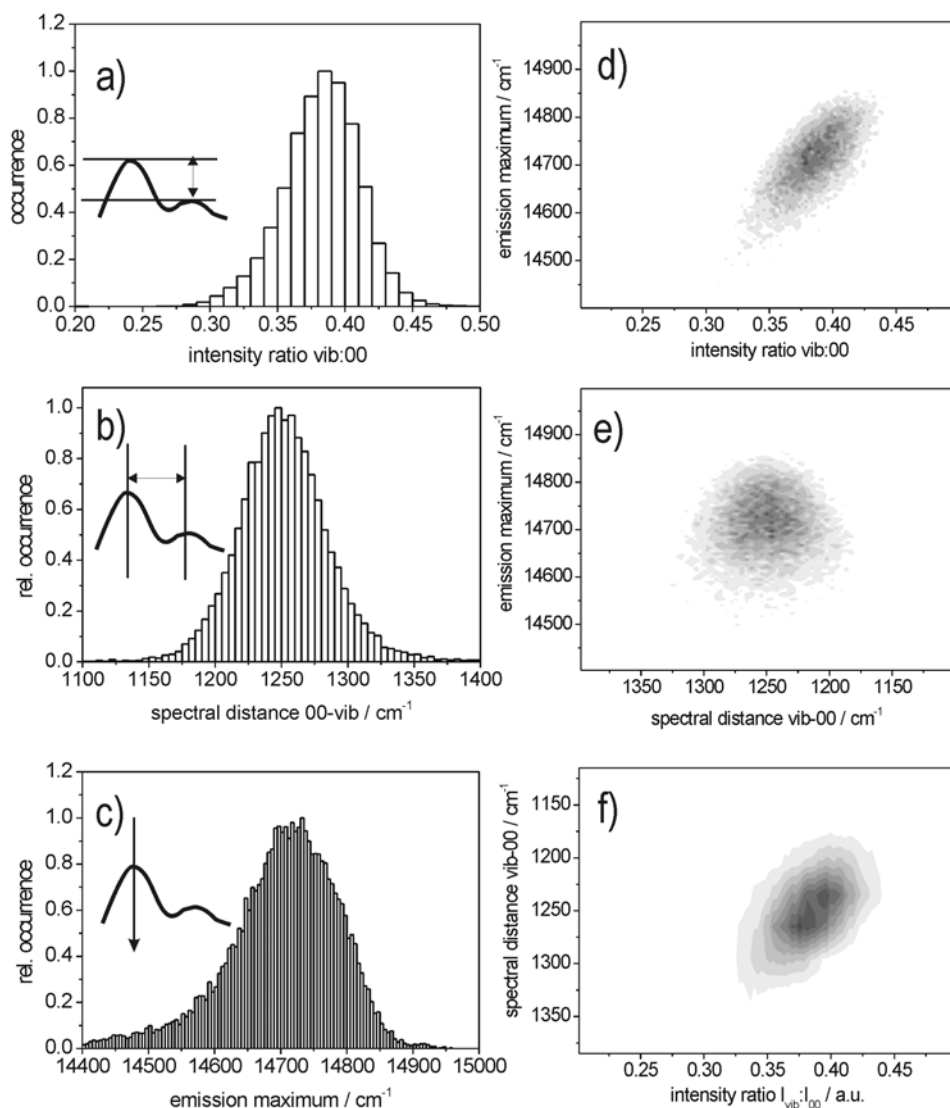 a)
occurrence
1.2
1.0
0.8
0.6
0.4
0.2
0.0
0.20 0.25 0.30 0.35 0.40 0.45 0.50
intensity ratio vib:00
d)
emission maximum / cm⁻¹
14900
14800
14700
14600
14500
0.25 0.30 0.35 0.40 0.45
intensity ratio vib:00
b)
rel. occurrence
1.0
0.8
0.6
0.4
0.2
0.0
1100 1150 1200 1250 1300 1350 1400
spectral distance 00-vib / cm⁻¹
e)
emission maximum / cm⁻¹
14900
14800
14700
14600
14500
1350 1300 1250 1200 1150
spectral distance vib-00 / cm⁻¹
c)
rel. occurrence
1.2
1.0
0.8
0.6
0.4
0.2
0.0
14400 14500 14600 14700 14800 14900 15000
emission maximum / cm⁻¹
f)
spectral distance vib-00 / cm⁻¹
1150
1200
1250
1300
1350
0.25 0.30 0.35 0.40 0.45
intensity ratio Ivib:I00 / a.u.